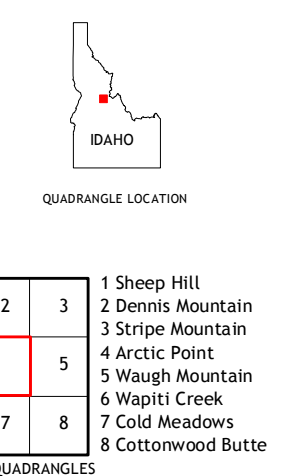 IDAHO
QUADRANGLE LOCATION
2 3
5
7 8
1 Sheep Hill
2 Dennis Mountain
3 Stripe Mountain
4 Arctic Point
5 Waugh Mountain
6 Wapiti Creek
7 Cold Meadows
8 Cottonwood Butte
QUADRANGLES